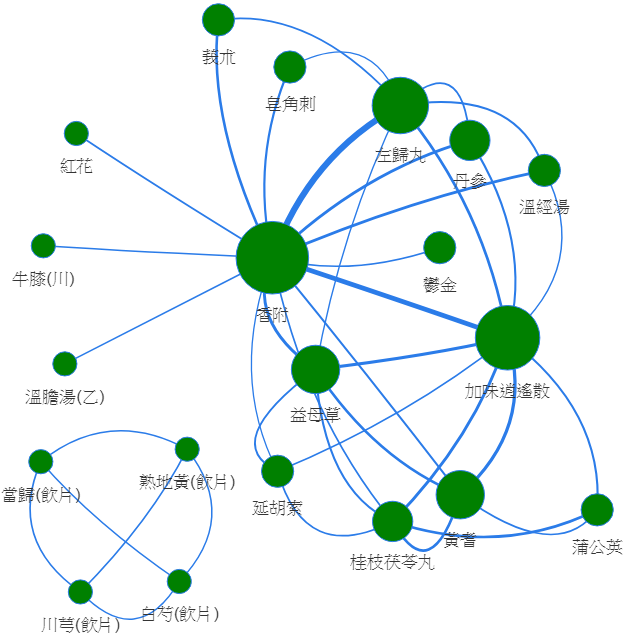 莪朮
皂角刺
左歸丸
紅花
丹參
溫經湯
牛膝(川)
鬱金
香附
溫膽湯(乙)
加味逍遙散
益母草
熟地黃(飲片)
當歸(飲片)
延胡索
黃耆
蒲公英
桂枝茯苓丸
白芍(飲片)
川芎(飲片)